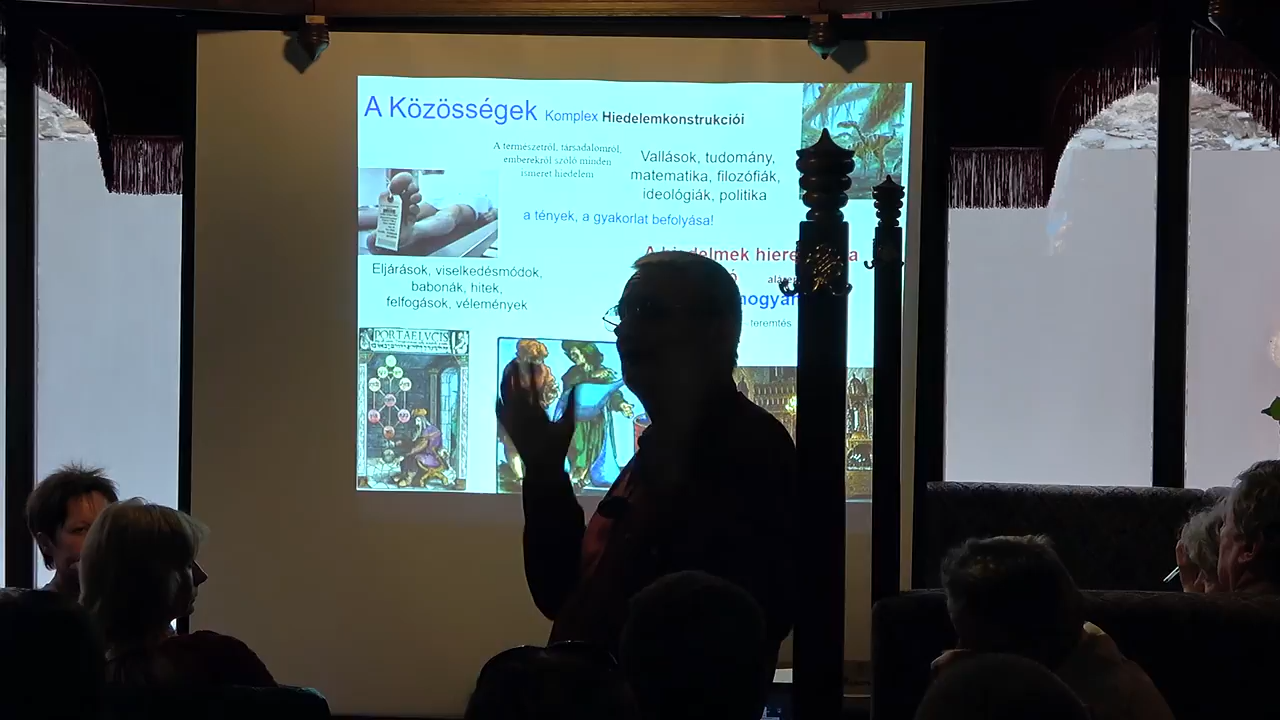 A Közösségek Komplex Hiedelemkonstrukciói
A természetről, társadalomról,
emberekről szóló minden
ismeret hiedelem
Vallások, tudomány,
matematika, filozófiák,
ideológiák, politika
a tények, a gyakorlat befolyása!
A
Eljárások, viselkedésmódok,
babonák, hitek,
felfogások, vélemények
teremtés
PORTAE LVCIS